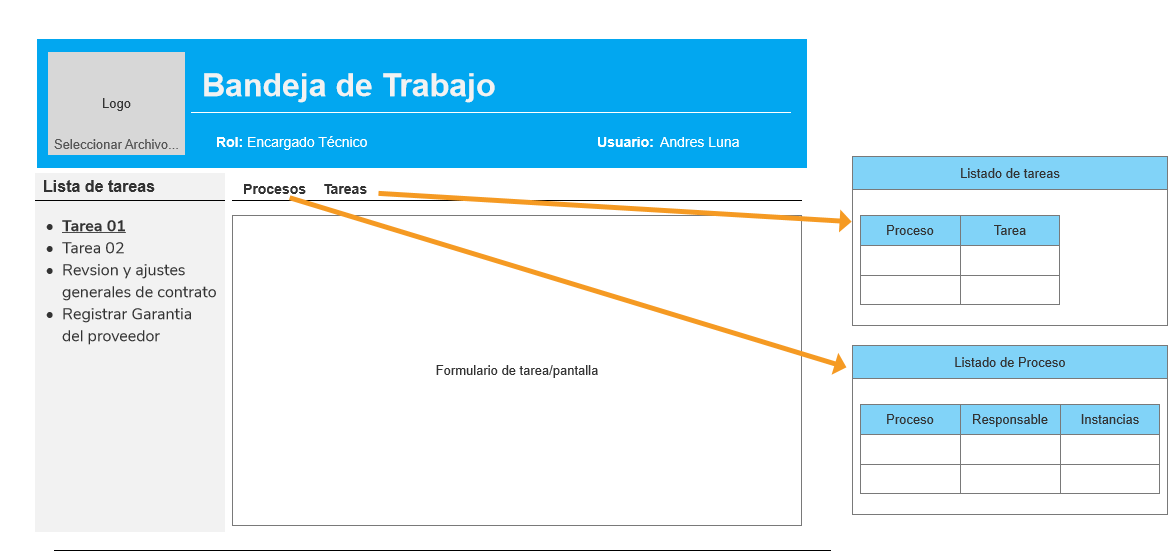 Logo
Seleccionar Archivo...
Bandeja de Trabajo
Rol: Encargado Técnico
Usuario: Andres Luna
Lista de tareas
Tarea 01
Tarea 02
Revsion y ajustes
generales de contrato
Registrar Garantia
del proveedor
Procesos Tareas
Formulario de tarea/pantalla
Listado de tareas
Proceso Tarea
Listado de Proceso
Proceso Responsable Instancias